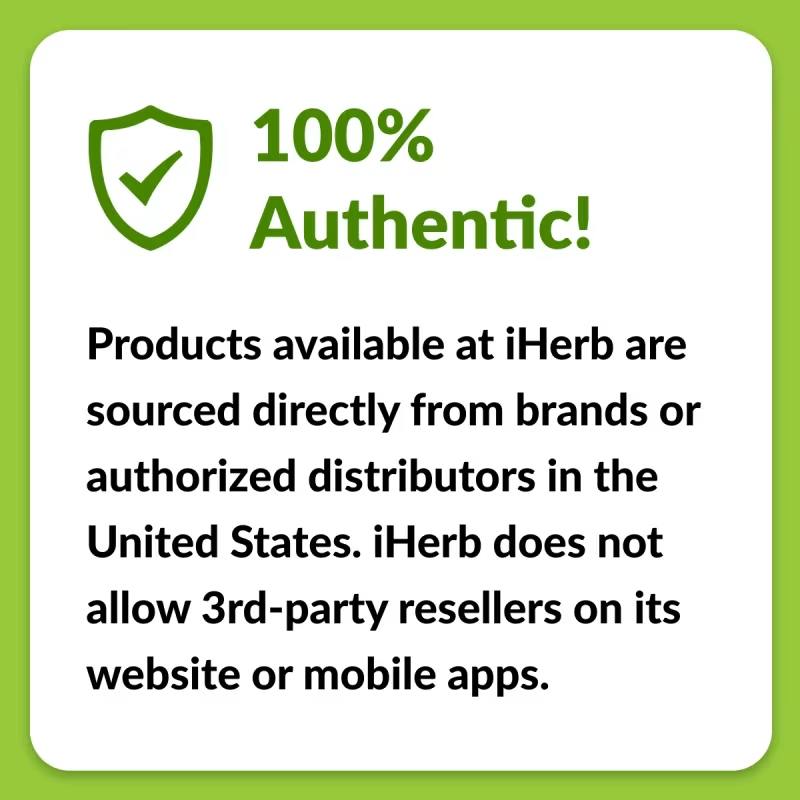 100%
Authentic!
Products available at iHerb are
sourced directly from brands or
authorized distributors in the
United States. iHerb does not
allow 3rd-party resellers on its
website or mobile apps.